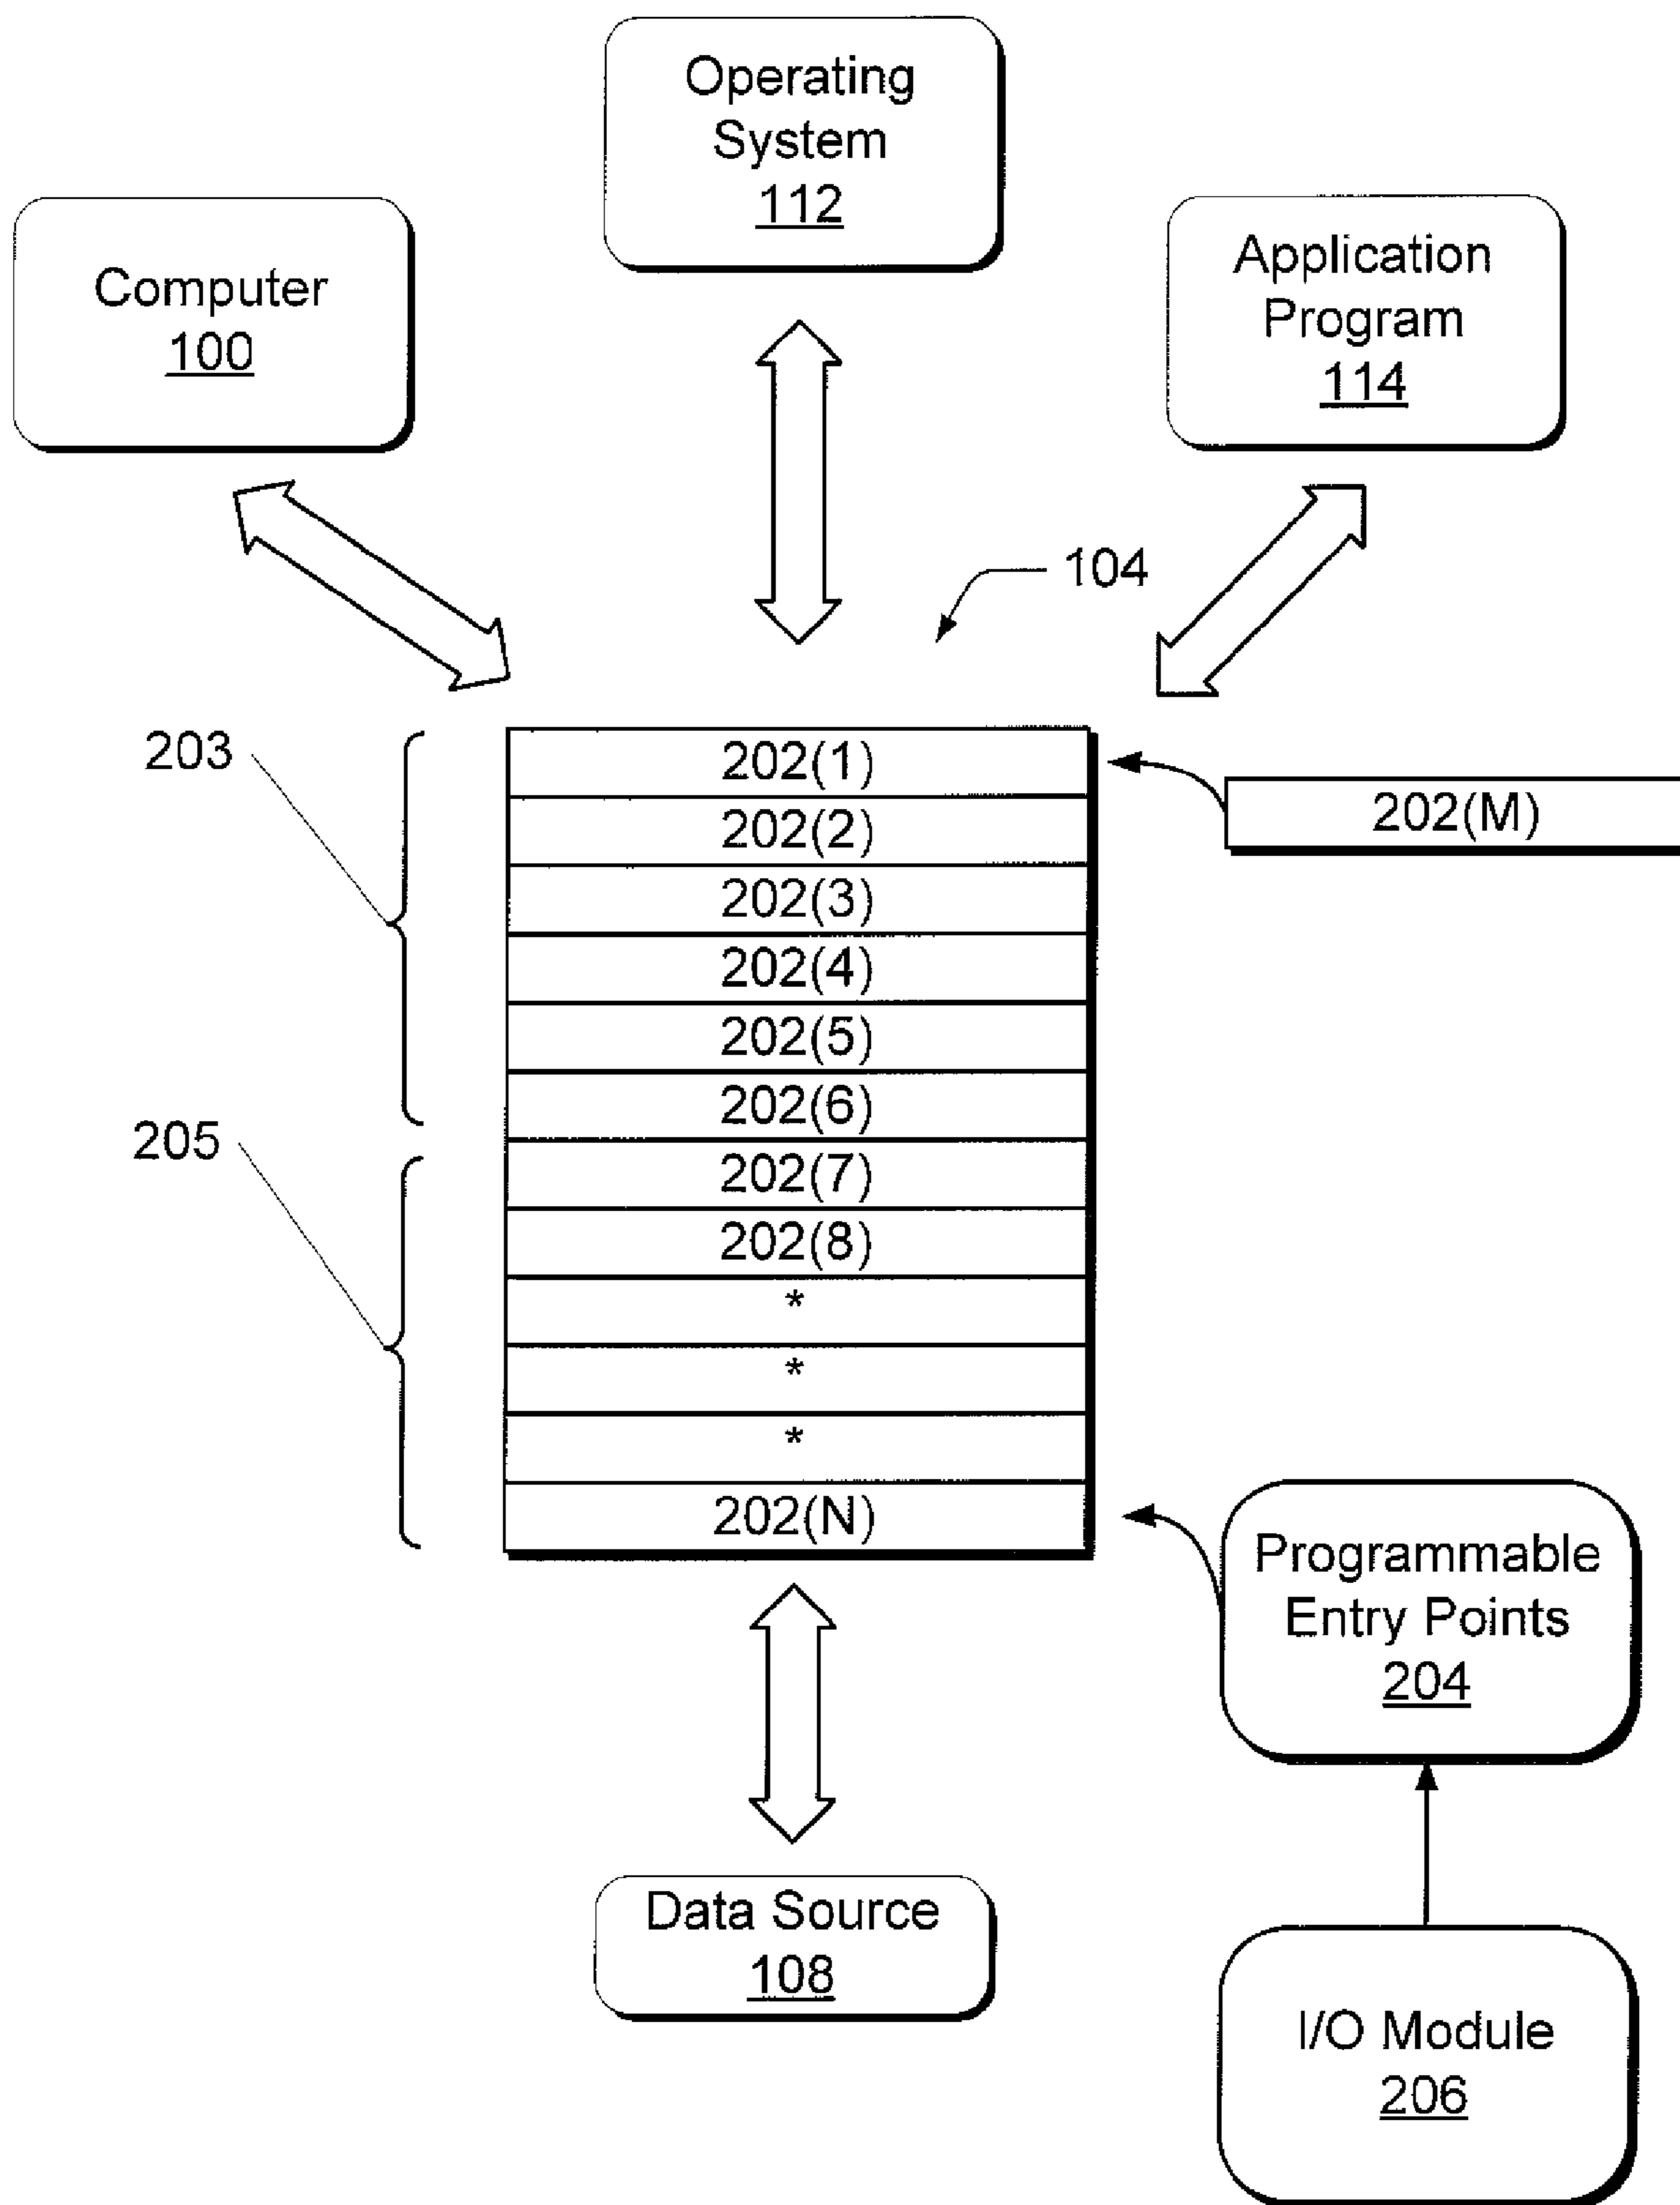 Operating
System
112
Computer
100
Application
Program
114
104
203
202(1)
202(M)
202(2)
202(3)
202(4)
202(5)
202(6)
205
202(7)
202(8)
*
*
*
202(N)
Programmable
Entry Points
204
Data Source
108
I/O Module
206